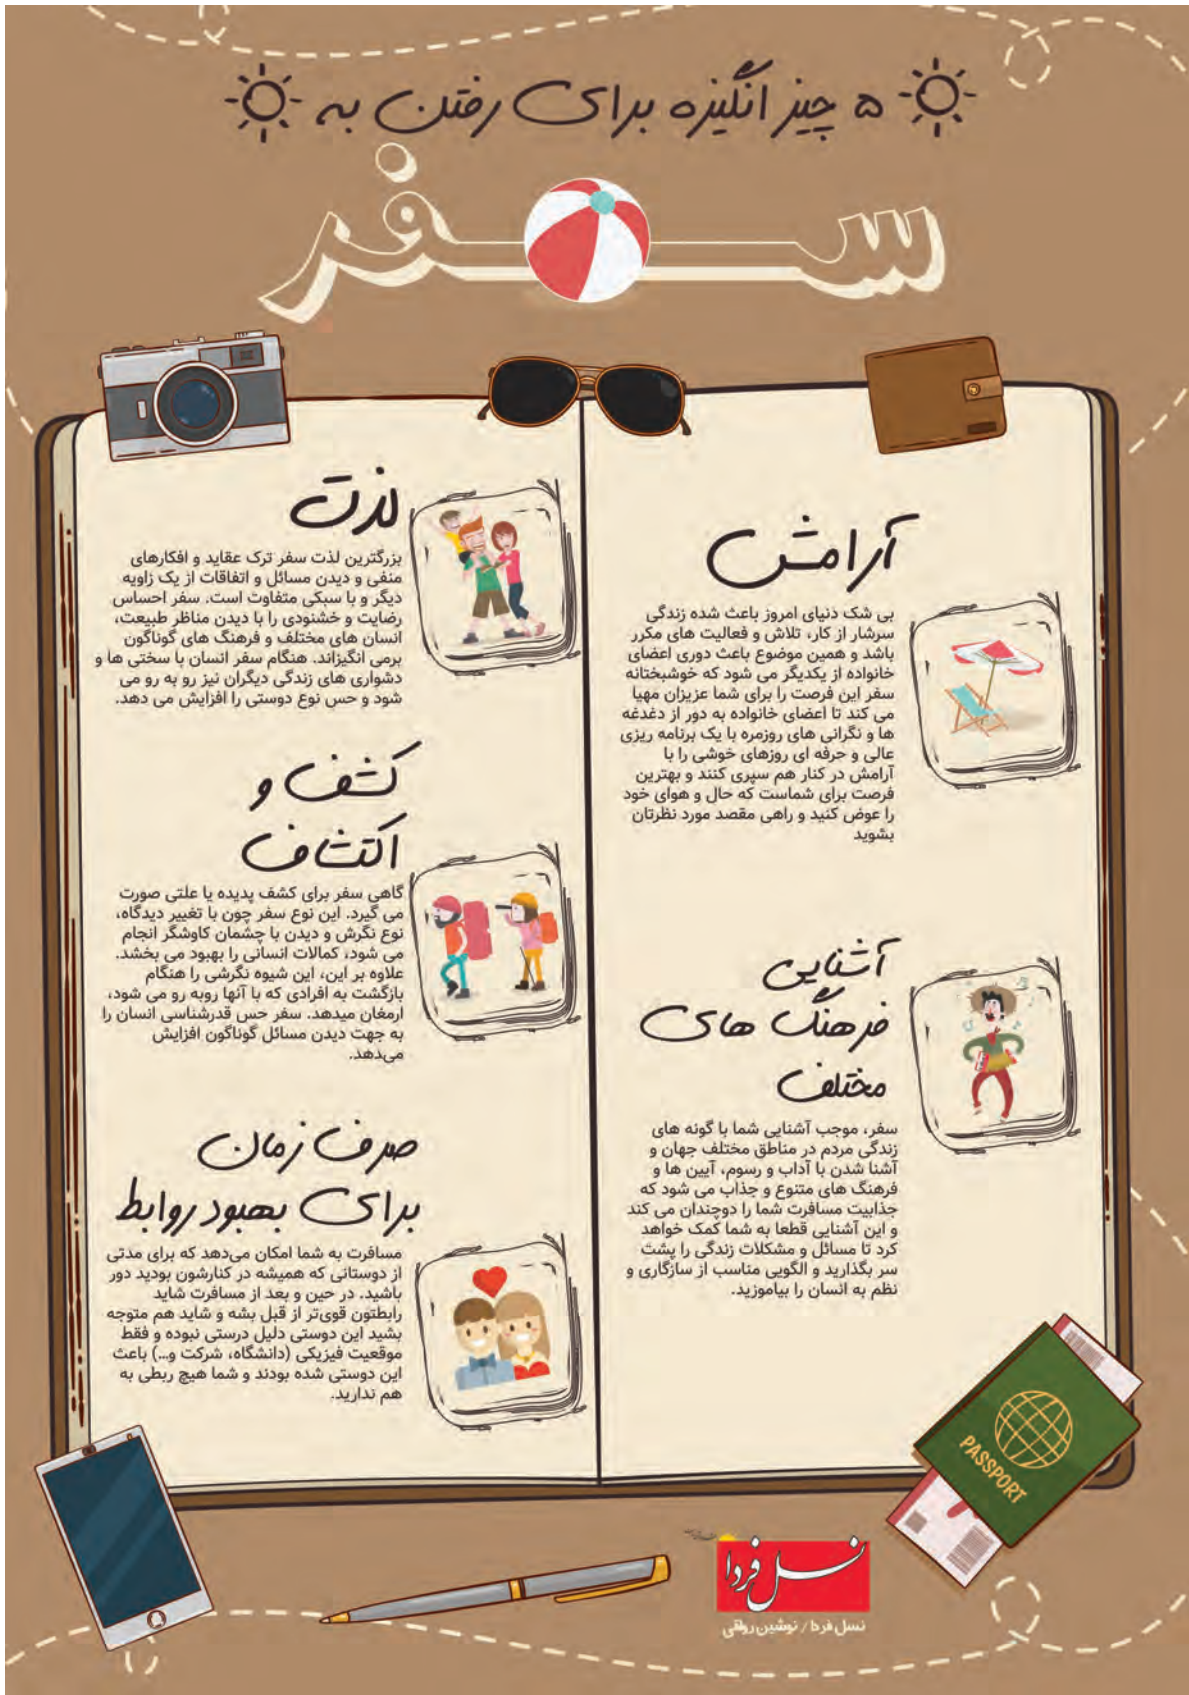 ۵ چیز انگیزه برای رفتن به
سفر
آرامش
بی شک دنیای امروز باعث شده زندگی
سرشار از کار، تلاش و فعالیت های مکرر
باشد و همین موضوع باعث دوری اعضای
خانواده از یکدیگر می شود که خوشبختانه
سفر این فرصت را برای شما عزیزان مهیا
می کند تا اعضای خانواده به دور از دغدغه
ها و نگرانی های روزمره با یک برنامه ریزی
عالی و حرفه ای روزهای خوشی را با
آرامش در کنار هم سپری کنند و بهترین
فرصت برای شماست که حال و هوای خود
را عوض کنید و راهی مقصد مورد نظرتان
بشوید
آشنایی
فرهنگ های
مختلف
سفر، موجب آشنایی شما با گونه های
زندگی مردم در مناطق مختلف جهان و
آشنا شدن با آداب و رسوم، آیین ها و
فرهنگ های متنوع و جذاب می شود که
جذابیت مسافرت شما را دوچندان می کند
و این آشنایی قطعا به شما کمک خواهد
کرد تا مسائل و مشکلات زندگی را پشت
سر بگذارید و الگویی مناسب از سازگاری و
نظم به انسان را بیاموزید.
لذت
بزرگترین لذت سفر ترک عقاید و افکارهای
منفی و دیدن مسائل و اتفاقات از یک زاویه
دیگر و با سبکی متفاوت است. سفر احساس
رضایت و خشنودی را با دیدن مناظر طبیعت،
انسان های مختلف و فرهنگ های گوناگون
برمی انگیزاند. هنگام سفر انسان با سختی ها و
دشواری های زندگی دیگران نیز رو به رو می
شود و حس نوع دوستی را افزایش می دهد.
کشف و
اکتشاف
گاهی سفر برای کشف پدیده یا علتی صورت
می گیرد. این نوع سفر چون با تغییر دیدگاه،
نوع نگرش و دیدن با چشمان کاوشگر انجام
می شود، کمالات انسانی را بهبود می بخشد.
علاوه بر این، این شیوه نگرشی را هنگام
بازگشت به افرادی که با آنها روبه رو می شود،
ارمغان میدهد. سفر حس قدرشناسی انسان را
به جهت دیدن مسائل گوناگون افزایش
می‌دهد.
صرف زمان
برای بهبود روابط
مسافرت به شما امکان می‌دهد که برای مدتی
از دوستانی که همیشه در کنارشون بودید دور
باشید. در حین و بعد از مسافرت شاید
رابطتون قوی‌تر از قبل بشه و شاید هم متوجه
بشید این دوستی دلیل درستی نبوده و فقط
موقعیت فیزیکی (دانشگاه، شرکت و...) باعث
این دوستی شده بودند و شما هیچ ربطی به
هم ندارید.
PASSPORT
نسل فردا
نسل فردا / نوشین رواقی